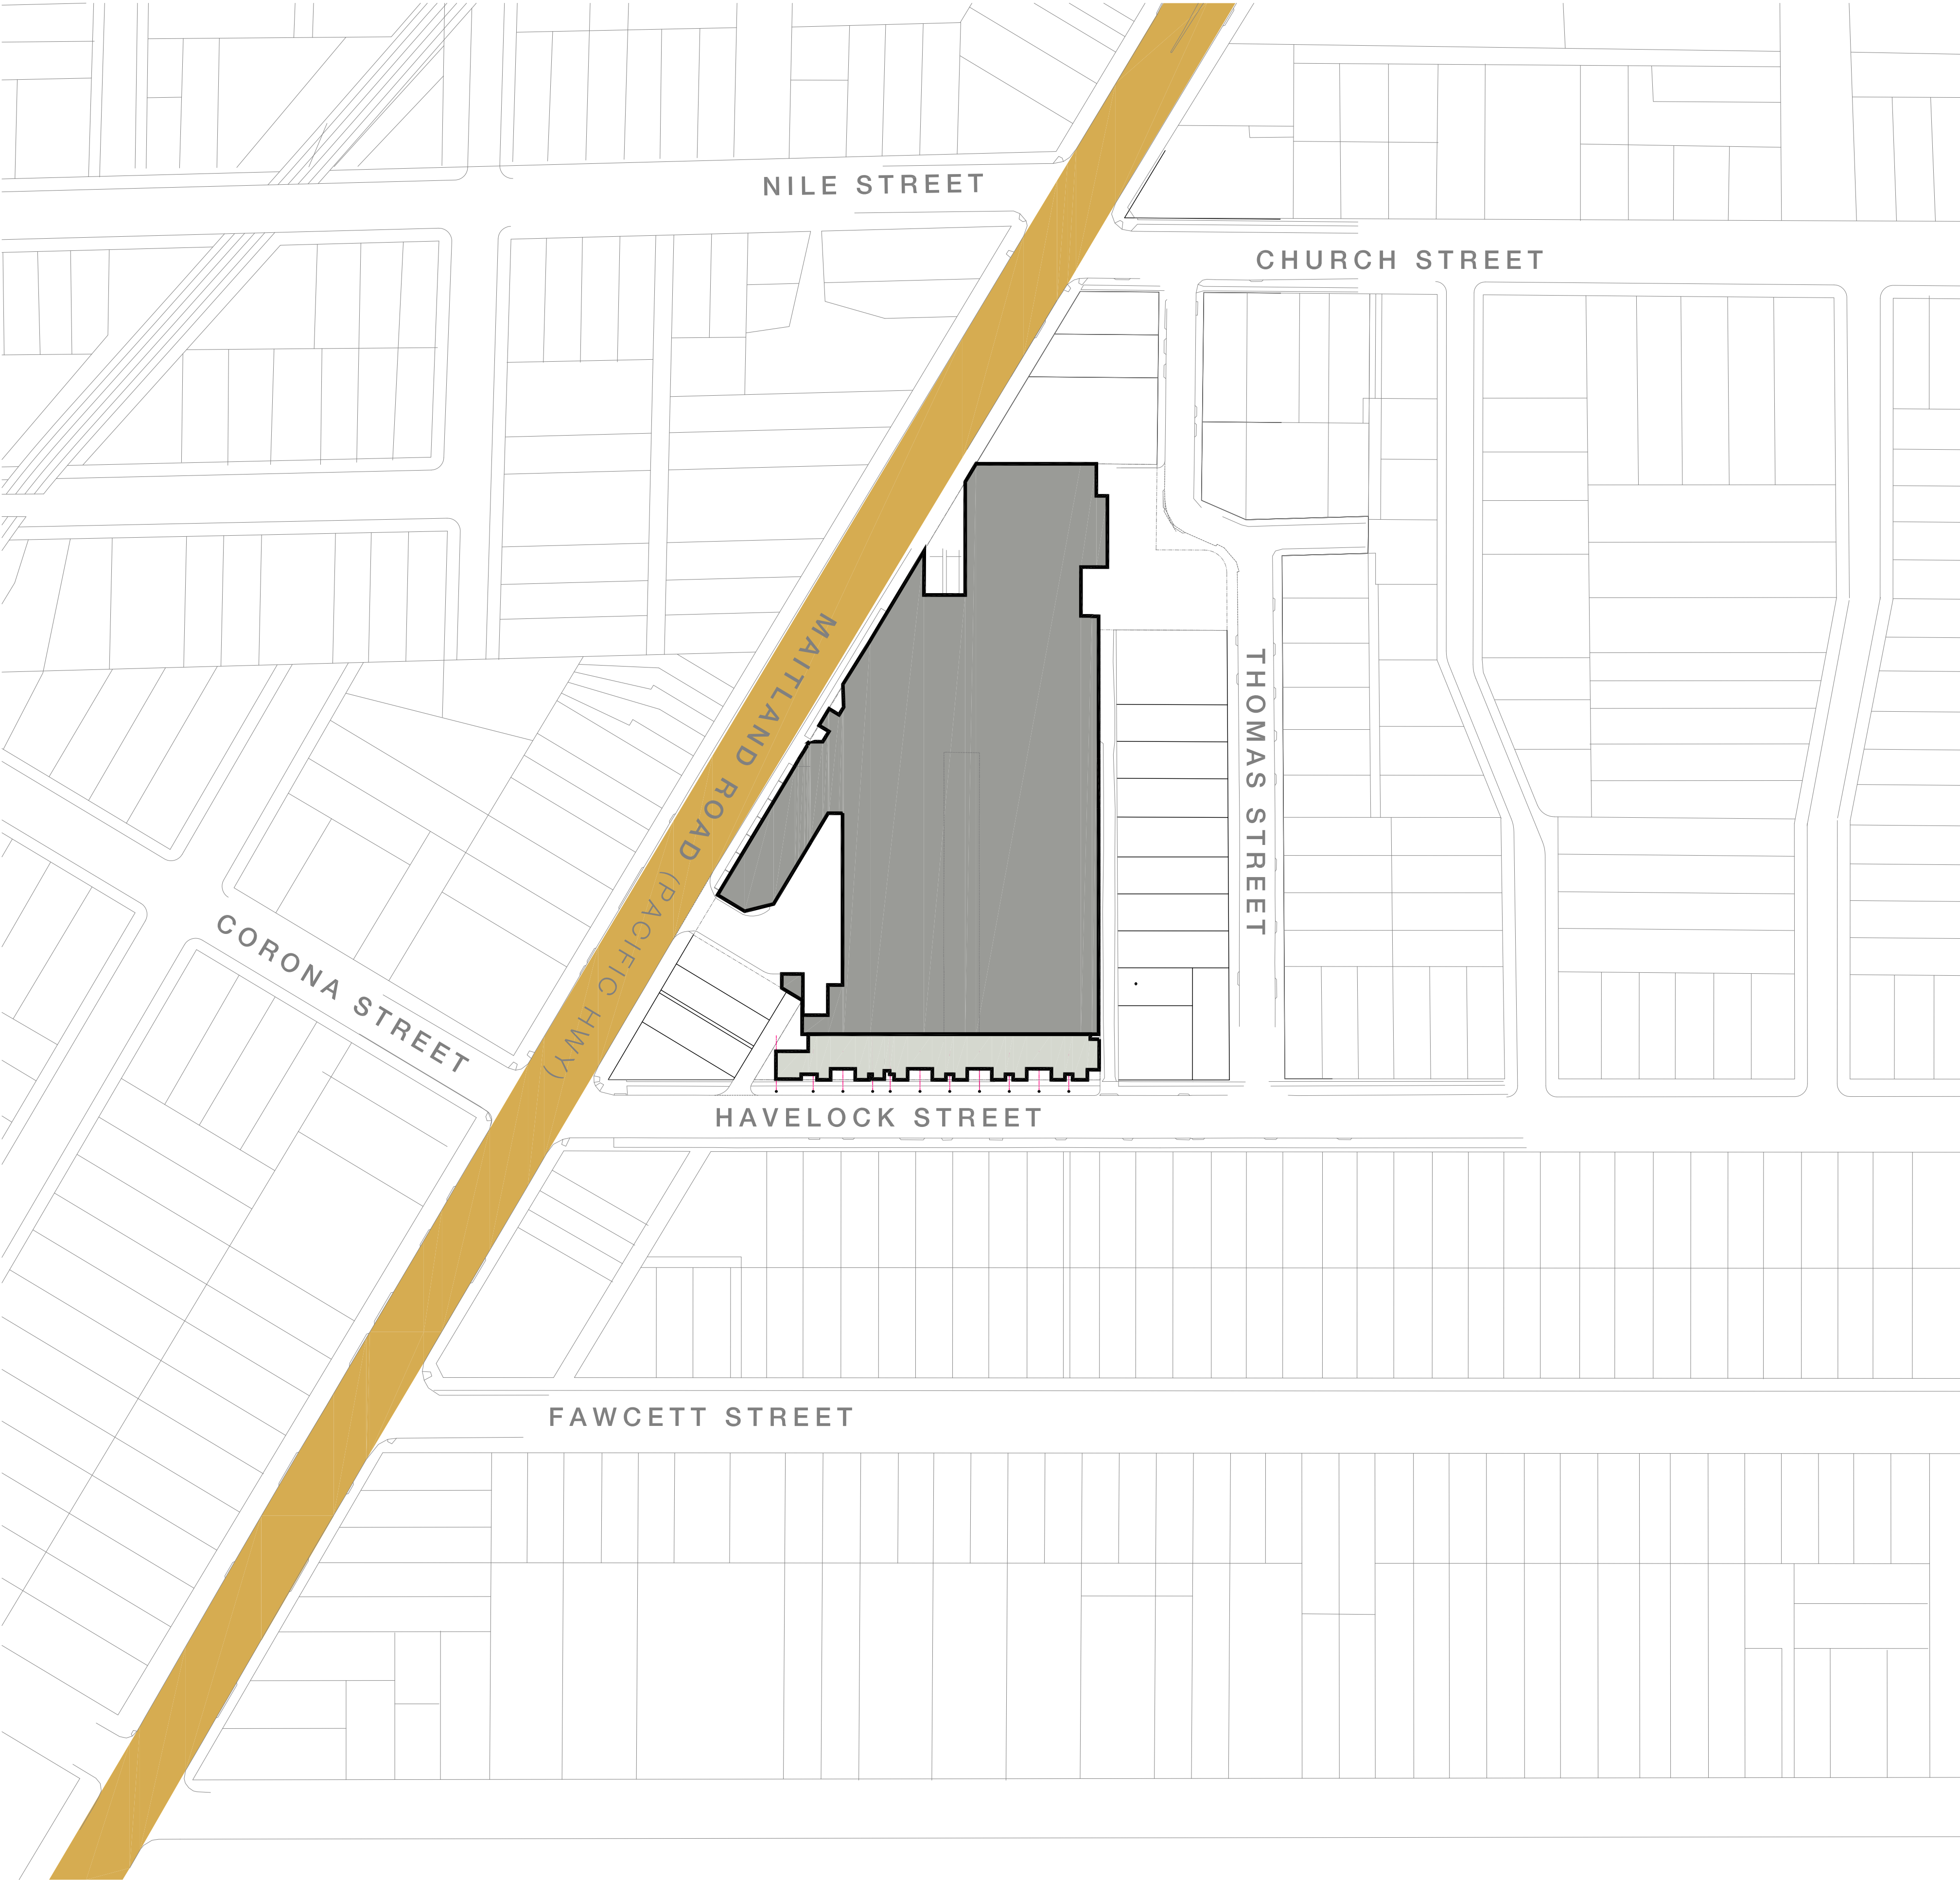 NILE STREET
CHURCH STREET
MAITLAND ROAD (PACIFIC HWY)
THOMAS STREET
CORONA STREET
HAVELOCK STREET
FAWCETT STREET